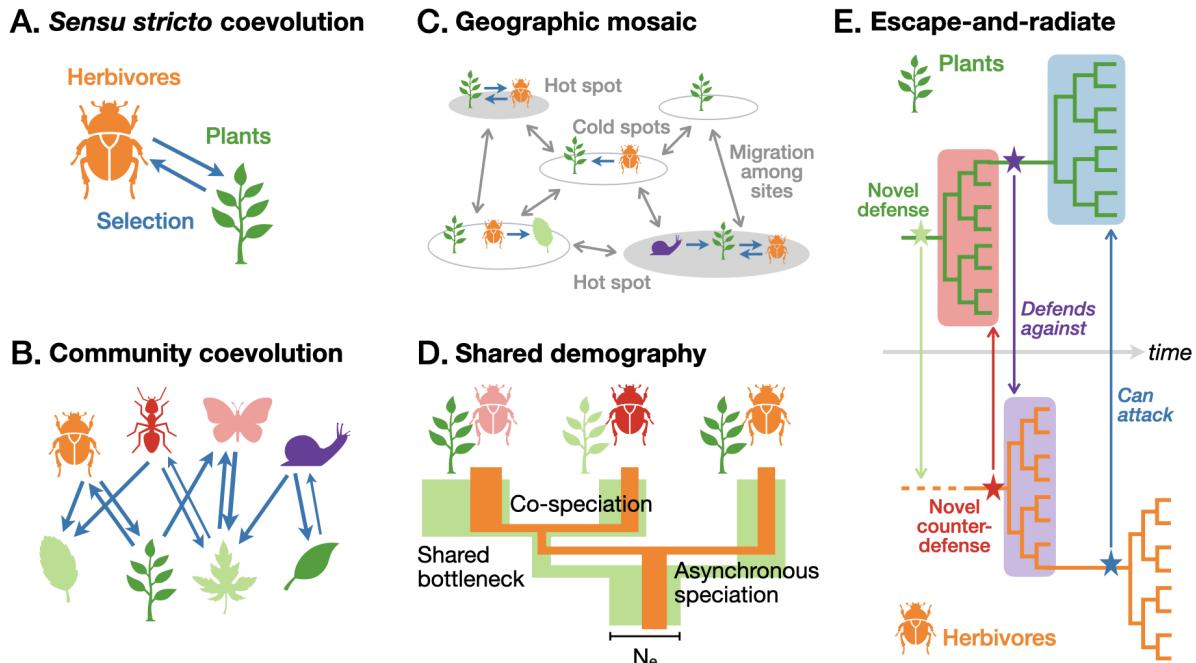 A. Sensu stricto coevolution
Herbivores
Plants
Selection
B. Community coevolution
C. Geographic mosaic
Hot spot
Cold spots
Migration
among
sites
Hot spot
D. Shared demography
Co-speciation
Shared
bottleneck
Asynchronous
speciation
Ne
E. Escape-and-radiate
Plants
Novel
defense
Defends
against
time
Can
attack
Novel
counter-
defense
Herbivores